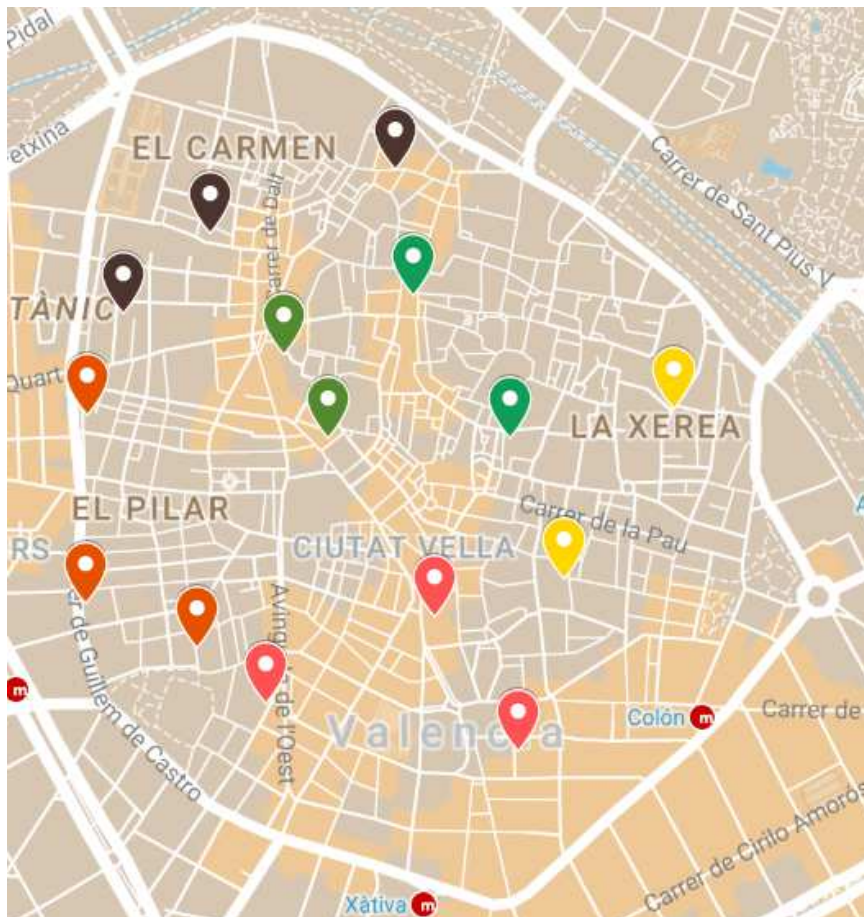 Pidal
etxina
EL CARMEN
Carrer de Dalt
Carrer de Sant Pius V
TÀNIC
Quart
LA XEREA
EL PILAR
Carrer de la Pau
RS
CIUTAT VELLA
A
er de Guillem de Castro
Avinguda de l'Oest
m
Valencia
Colón m
Carrer de
Carrer de Cirilo Amorós
Xàtiva m